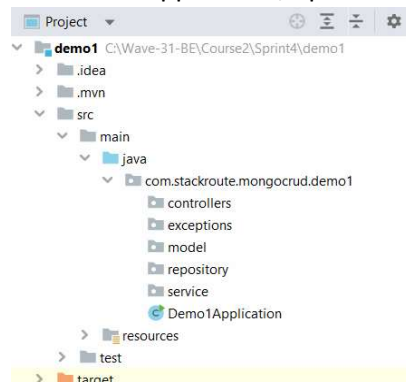 Project
demo1 C:\Wave-31-BE\Course2\Sprint4\demo1
.idea
.mvn
src
main
java
com.stackroute.mongocrud.demo1
controllers
exceptions
model
repository
service
Demo1Application
resources
test
target